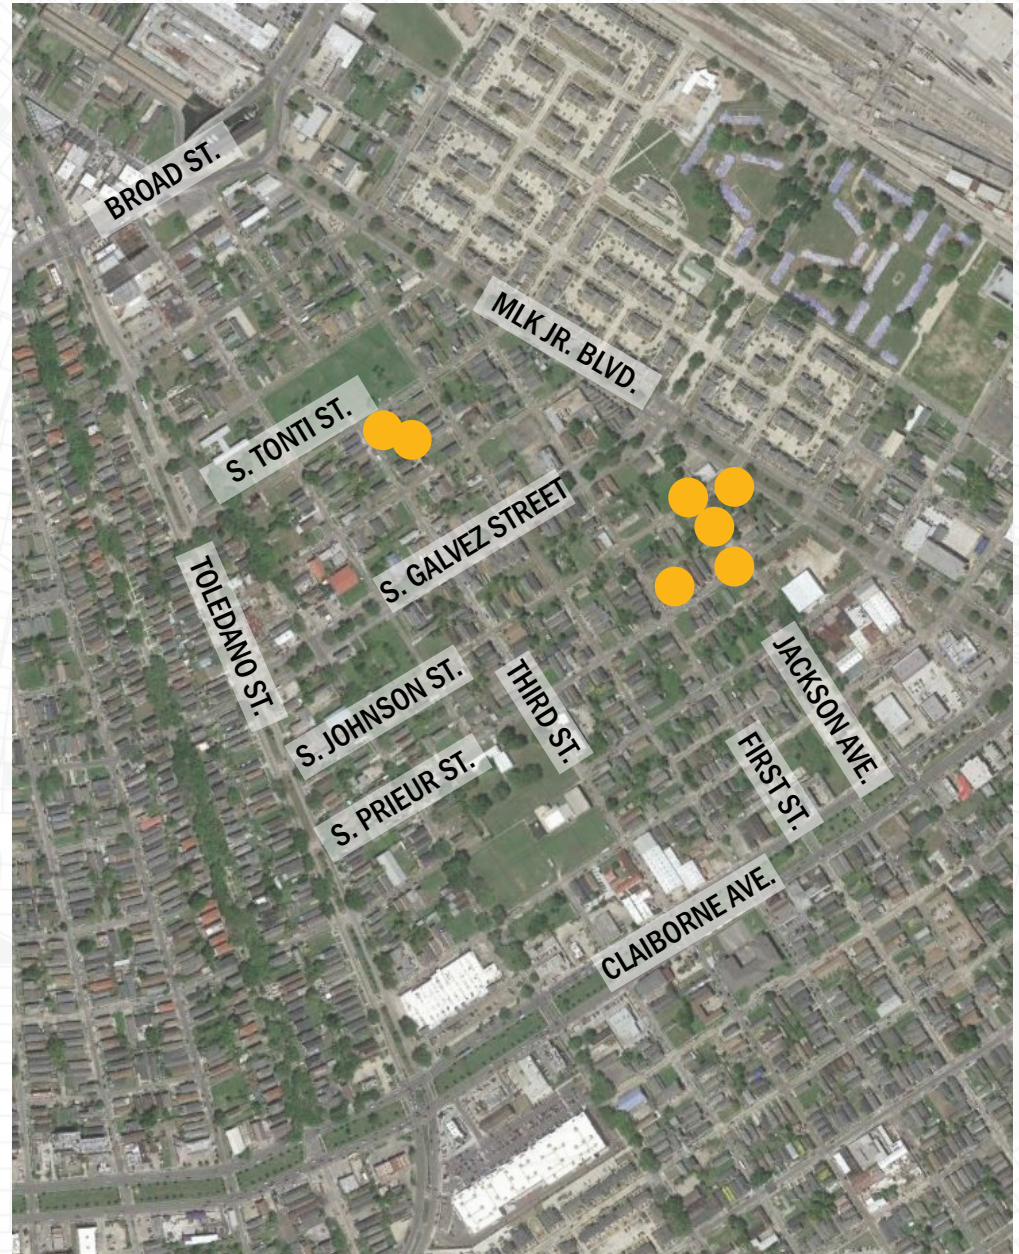 BROAD ST.
MLK JR. BLVD.
S. TONTI ST.
S. GALVEZ STREET
TOLEDANO ST.
S. JOHNSON ST.
THIRD ST.
JACKSON AVE.
S. PRIEUR ST.
FIRST ST.
CLAIBORNE AVE.